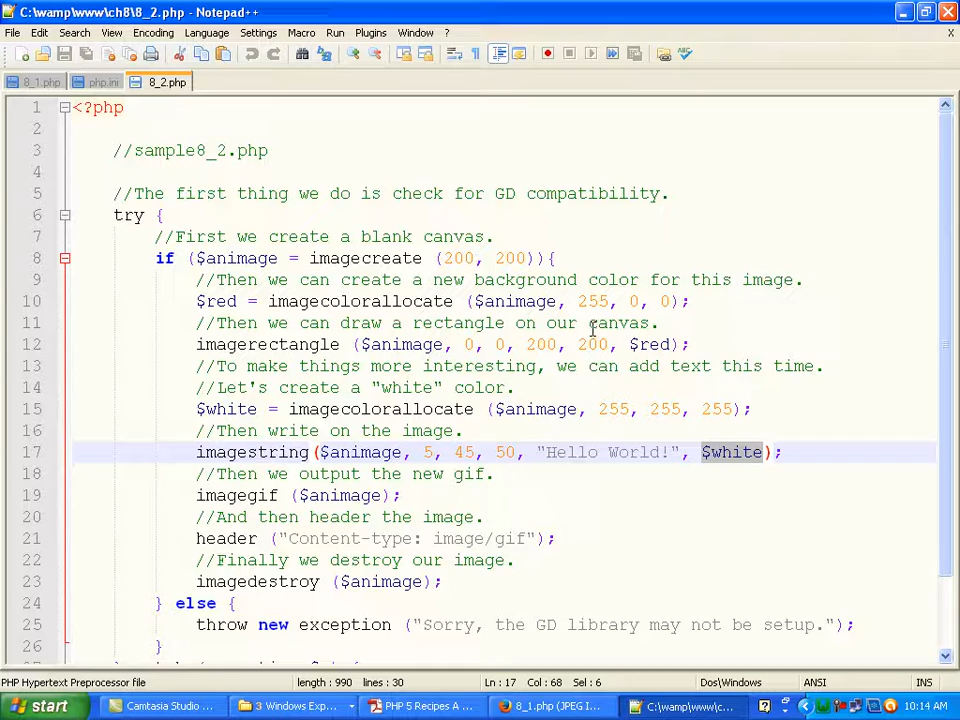 C:\wamp\www\ch8\8_2.php - Notepad++
File Edit Search View Encoding Language Settings Macro Run Plugins Window ? X
8_1.php php.ini 8_2.php
1 <?php
2
3 //sample8_2.php
4
5 //The first thing we do is check for GD compatibility.
6 try {
7 //First we create a blank canvas.
8 if ($animage = imagecreate (200, 200)){
9 //Then we can create a new background color for this image.
10 $red = imagecolorallocate ($animage, 255, 0, 0);
11 //Then we can draw a rectangle on our canvas.
12 imagerectangle ($animage, 0, 0, 200, 200, $red);
13 //To make things more interesting, we can add text this time.
14 //Let's create a "white" color.
15 $white = imagecolorallocate ($animage, 255, 255, 255);
16 //Then write on the image.
17 imagestring($animage, 5, 45, 50, "Hello World!", $white);
18 //Then we output the new gif.
19 imagegif ($animage);
20 //And then header the image.
21 header ("Content-type: image/gif");
22 //Finally we destroy our image.
23 imagedestroy ($animage);
24 } else {
25 throw new exception ("Sorry, the GD library may not be setup.");
26 }
PHP Hypertext Preprocessor file length : 990 lines : 30 Ln : 17 Col : 68 Sel : 6 Dos\Windows ANSI INS
start Camtasia Studio ... 3 Windows Exp... PHP 5 Recipes A ... 8_1.php (JPEG I... C:\wamp\www\c... 10:14 AM